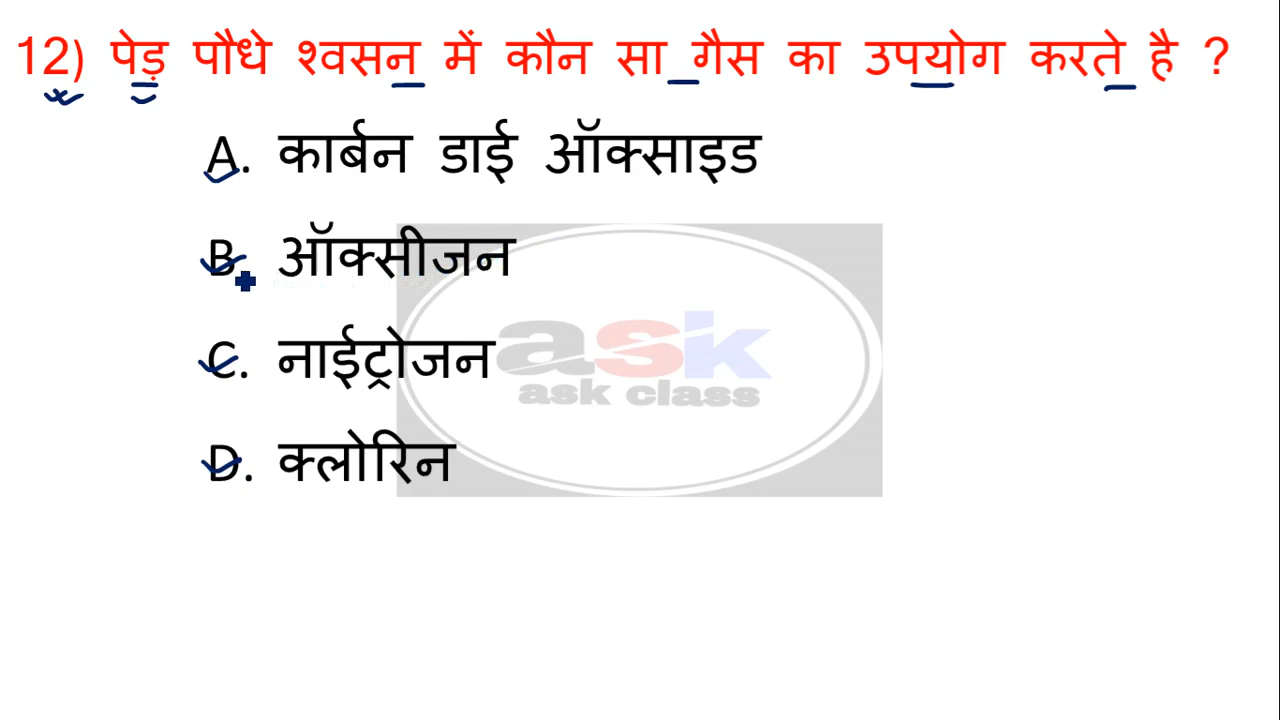 12) पेड़ पौधे श्वसन में कौन सा गैस का उपयोग करते है ?
A. कार्बन डाई ऑक्साइड
B. ऑक्सीजन
C. नाईट्रोजन
D. क्लोरिन
ask
ask class